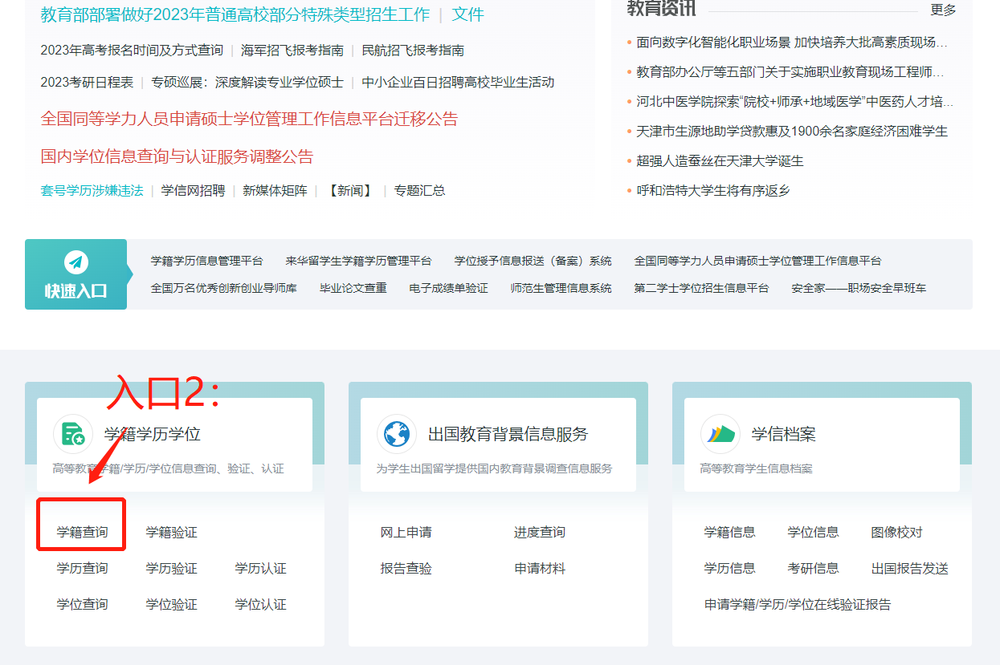 教育部部署做好2023年普通高校部分特殊类型招生工作 | 文件
2023年高考报名时间及方式查询 | 海军招飞报考指南 | 民航招飞报考指南
2023考研日程表 | 专硕巡展：深度解读专业学位硕士 | 中小企业百日招聘高校毕业生活动
全国同等学力人员申请硕士学位管理工作信息平台迁移公告
国内学位信息查询与认证服务调整公告
套号学历涉嫌违法 | 学信网招聘 | 新媒体矩阵 | 【新闻】 | 专题汇总
教育资讯 更多
• 面向数字化智能化职业场景 加快培养大批高素质现场...
• 教育部办公厅等五部门关于实施职业教育现场工程师...
• 河北中医学院探索“院校+师承+地域医学”中医药人才培...
• 天津市生源地助学贷款惠及1900余名家庭经济困难学生
• 超强人造蚕丝在天津大学诞生
• 呼和浩特大学生将有序返乡
快速入口
学籍学历信息管理平台 来华留学生学籍学历管理平台 学位授予信息报送（备案）系统 全国同等学力人员申请硕士学位管理工作信息平台
全国万名优秀创新创业导师库 毕业论文查重 电子成绩单验证 师范生管理信息系统 第二学士学位招生信息平台 安全家——职场安全早班车
入口2：
学籍学历学位
高等教育学籍/学历/学位信息查询、验证、认证
学籍查询 学籍验证
学历查询 学历验证 学历认证
学位查询 学位验证 学位认证
出国教育背景信息服务
为学生出国留学提供国内教育背景调查信息服务
网上申请 进度查询
报告查验 申请材料
学信档案
高等教育学生信息档案
学籍信息 学位信息 图像校对
学历信息 考研信息 出国报告发送
申请学籍/学历/学位在线验证报告